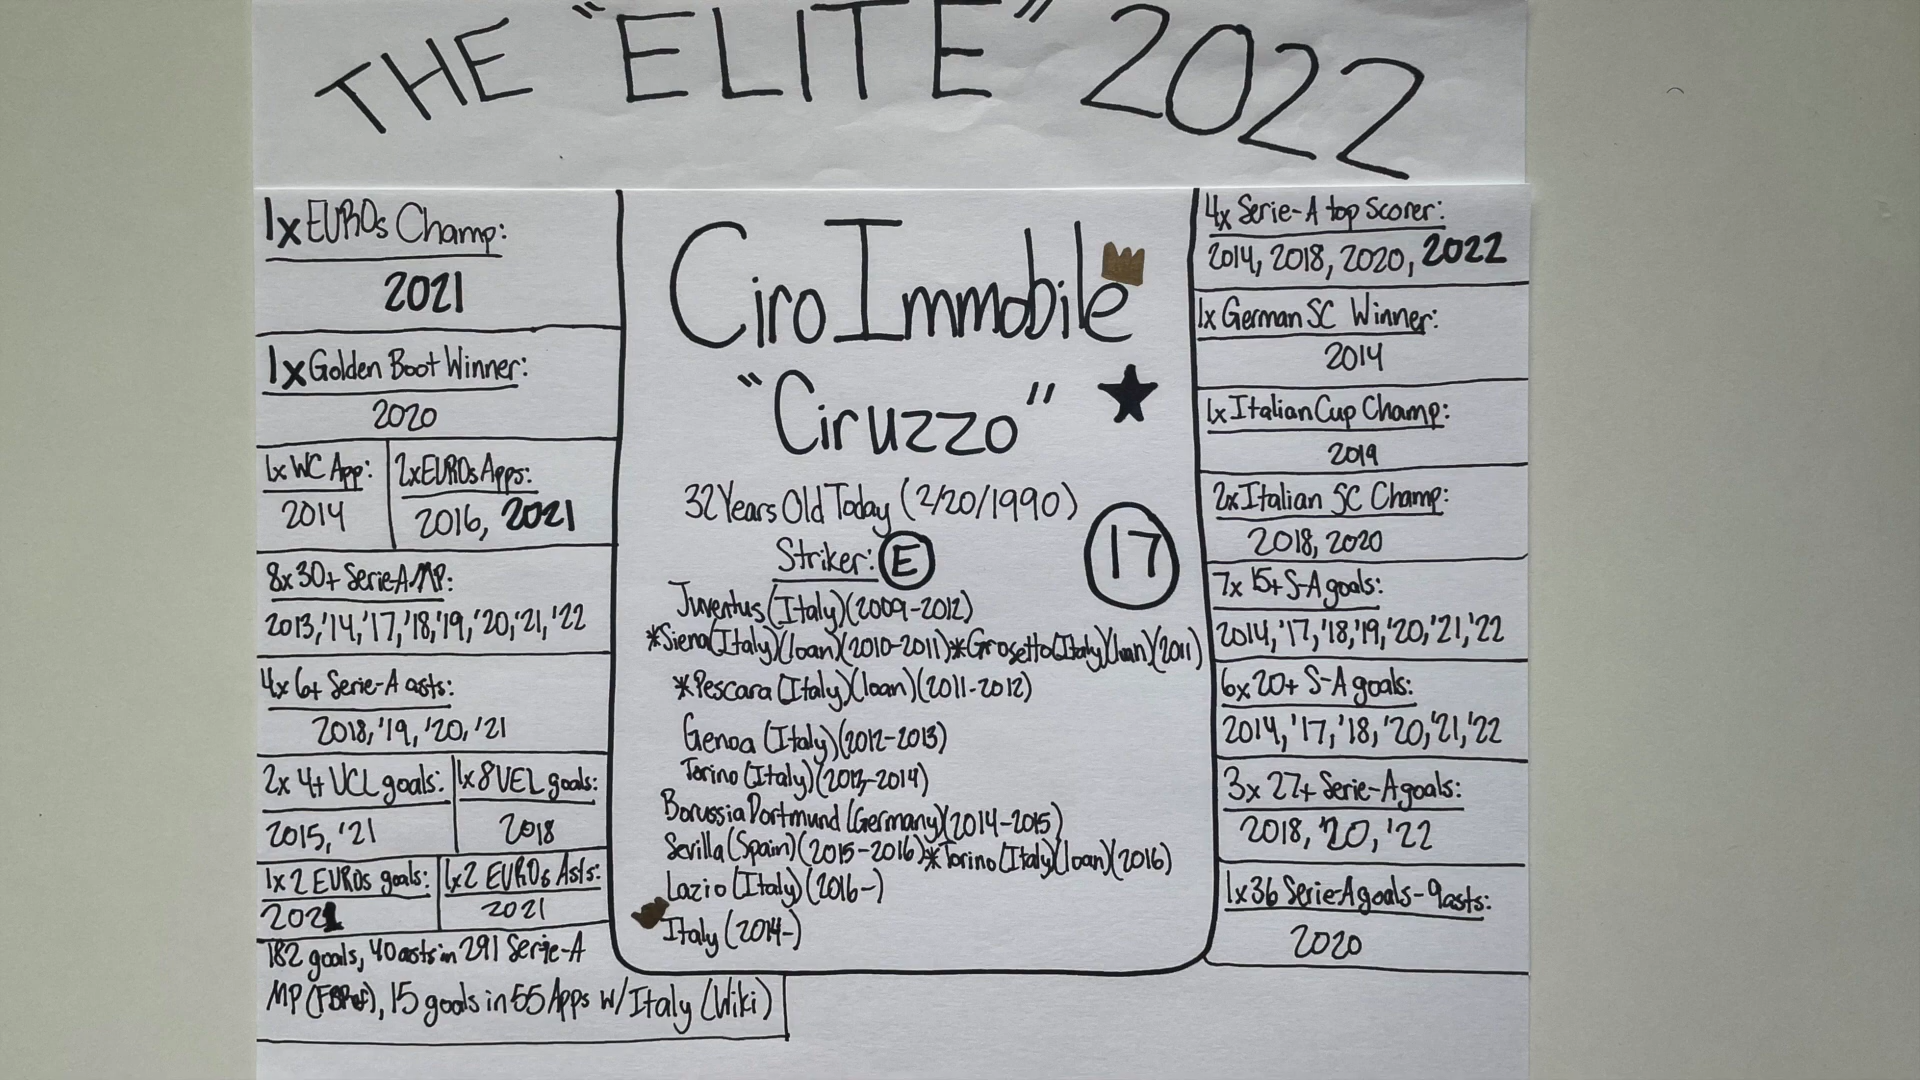 THE "ELITE" 2022
1x EUROs Champ:
2021
1x Golden Boot Winner:
2020
1x WC App:
2014
2x EUROs Apps:
2016, 2021
8x 30+ Serie-A MP:
2013, '14, '17, '18, '19, '20, '21, '22
4x 6+ Serie-A asts:
2018, '19, '20, '21
2x 4+ UCL goals:
2015, '21
1x 8 VEL goals:
2018
1x 2 EUROs goals:
2021
1x2 EUROs Asts:
2021
182 goals, 40 asts in 291 Serie-A
MP (FBRef), 15 goals in 55 Apps w/ Italy (Wiki)
Ciro Immobile
"Ciruzzo"
32 Years Old Today (2/20/1990)
Striker: E
17
Juventus (Italy) (2009-2012)
*Siena (Italy) (loan) (2010-2011) *Grosetto (Italy) (loan) (2011)
*Pescara (Italy) (loan) (2011-2012)
Genoa (Italy) (2012-2013)
Torino (Italy) (2013-2014)
Borussia Dortmund (Germany) (2014-2015)
Sevilla (Spain) (2015-2016) *Torino (Italy) (loan) (2016)
Lazio (Italy) (2016-)
Italy (2014-)
4x Serie-A top Scorer:
2014, 2018, 2020, 2022
1x German SC Winner:
2014
1x Italian Cup Champ:
2019
2x Italian SC Champ:
2018, 2020
7x 15+ S-A goals:
2014, '17, '18, '19, '20, '21, '22
6x 20+ S-A goals:
2014, '17, '18, '20, '21, '22
3x 27+ Serie-A goals:
2018, '20, '22
1x 36 Serie-A goals-9 asts:
2020